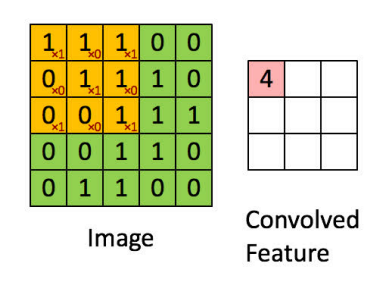 1×1 1×0 1×1 0 0
0×0 1×1 1×0 1 0
0×1 0×0 1×1 1 1
0 0 1 1 0
0 1 1 0 0
Image
4
Convolved
Feature